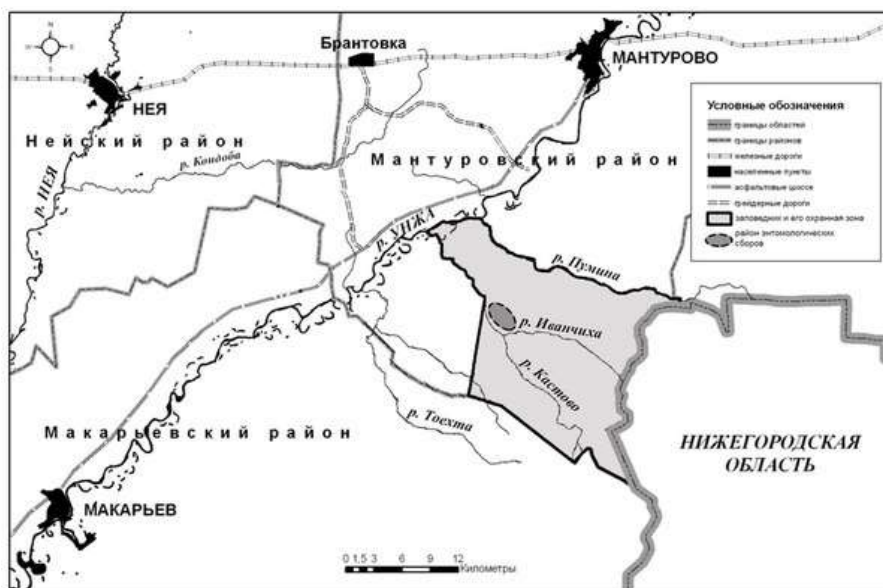 N
S
Брантовка
МАНТУРОВО
НЕЯ
Нейский район
р. Кондоба
Мантуровский район
р. НЕЯ
р. УНЖА
р. Пумина
р. Иванчиха
р. Кастово
р. Тоехта
Макарьевский район
МАКАРЬЕВ
НИЖЕГОРОДСКАЯ
ОБЛАСТЬ
Условные обозначения
границы областей
границы районов
железные дороги
населенные пункты
асфальтовые шоссе
грейдерные дороги
заповедник и его охранная зона
район энтомологических
сборов
0 1,5 3 6 9 12
Километры